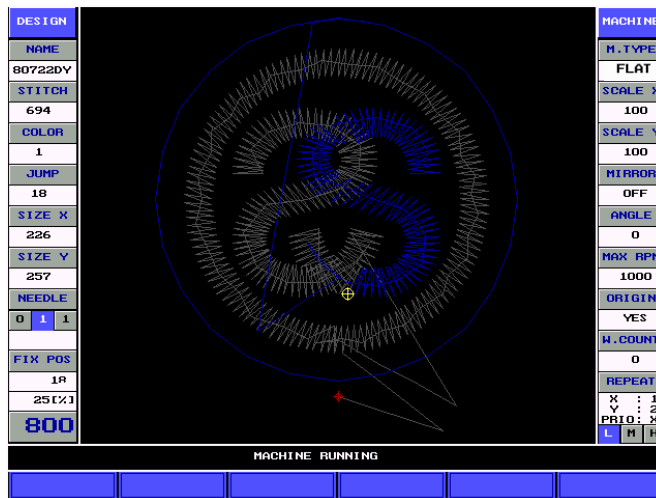 DESIGN
NAME
80722DY
STITCH
694
COLOR
1
JUMP
18
SIZE X
226
SIZE Y
257
NEEDLE
0 1 1
FIX POS
18
25[%]
800
MACHINE
M.TYPE
FLAT
SCALE X
100
SCALE Y
100
MIRROR
OFF
ANGLE
0
MAX RPM
1000
ORIGIN
YES
W.COUNT
0
REPEAT
X : 1
Y : 2
PRIO: X
L M H
MACHINE RUNNING